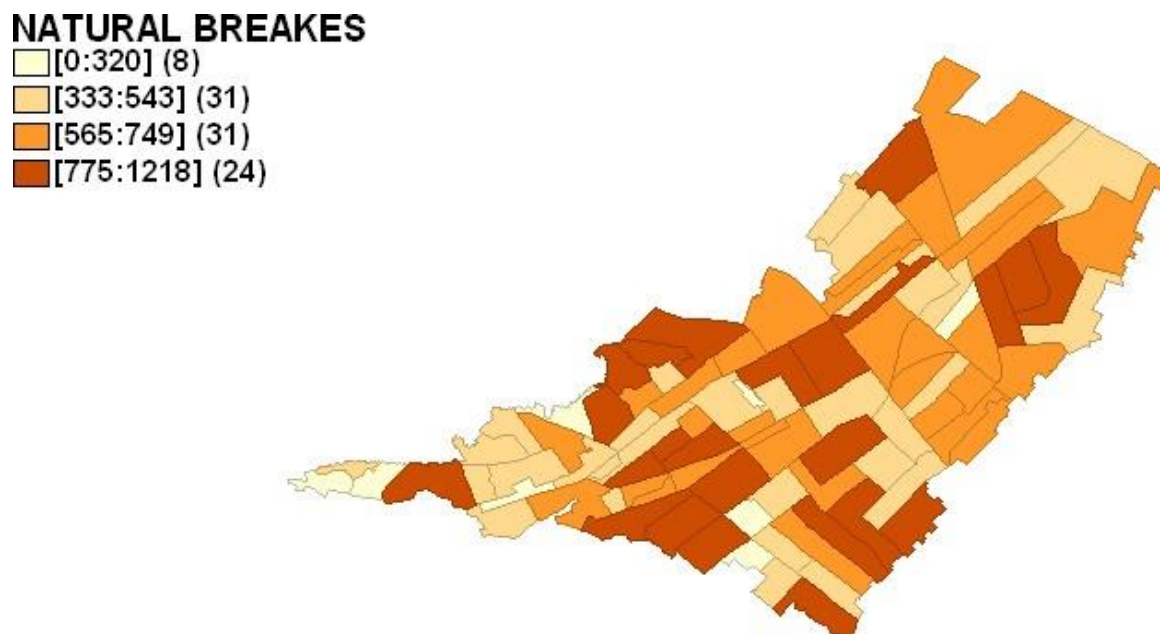 NATURAL BREAKES
[0:320] (8)
[333:543] (31)
[565:749] (31)
[775:1218] (24)